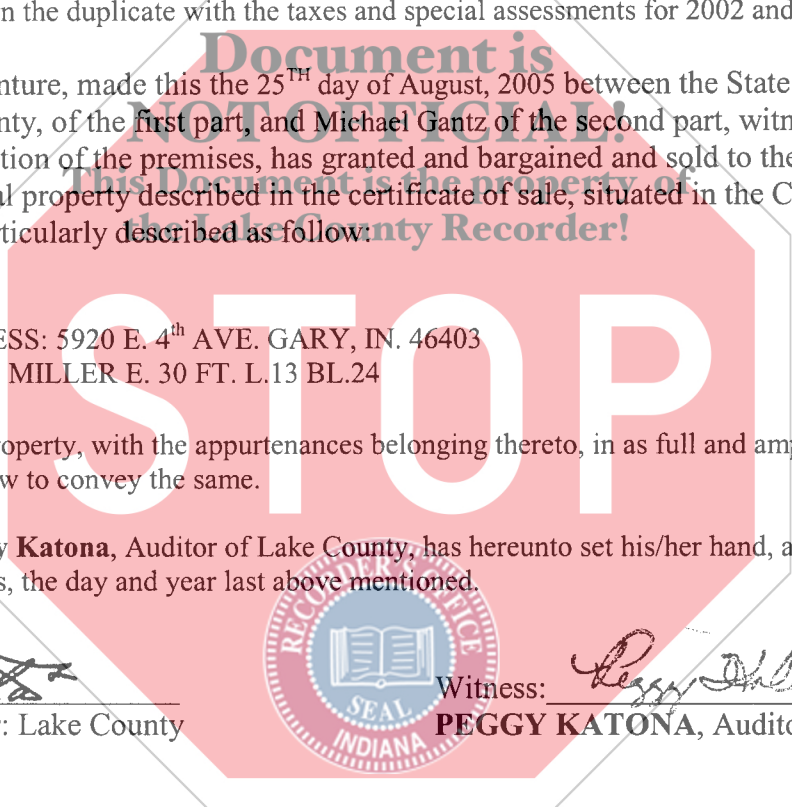 n the duplicate with the taxes and special assessments for 2002 and
Document is
nture, made this the 25TH day of August, 2005 between the State
NOT OFFICIAL!
nty, of the first part, and Michael Gantz of the second part, witn
tion of the premises, has granted and bargained and sold to the
This Document is the property of
al property described in the certificate of sale, situated in the C
the Lake County Recorder!
rticularly described as follow:
STOP
ESS: 5920 E. 4th AVE. GARY, IN. 46403
MILLER E. 30 FT. L.13 BL.24
roperty, with the appurtenances belonging thereto, in as full and am
w to convey the same.
y Katona, Auditor of Lake County, has hereunto set his/her hand, a
s, the day and year last above mentioned.
RECORDER'S OFFICE
SEAL
INDIANA
Witness:
: Lake County
PEGGY KATONA, Audito